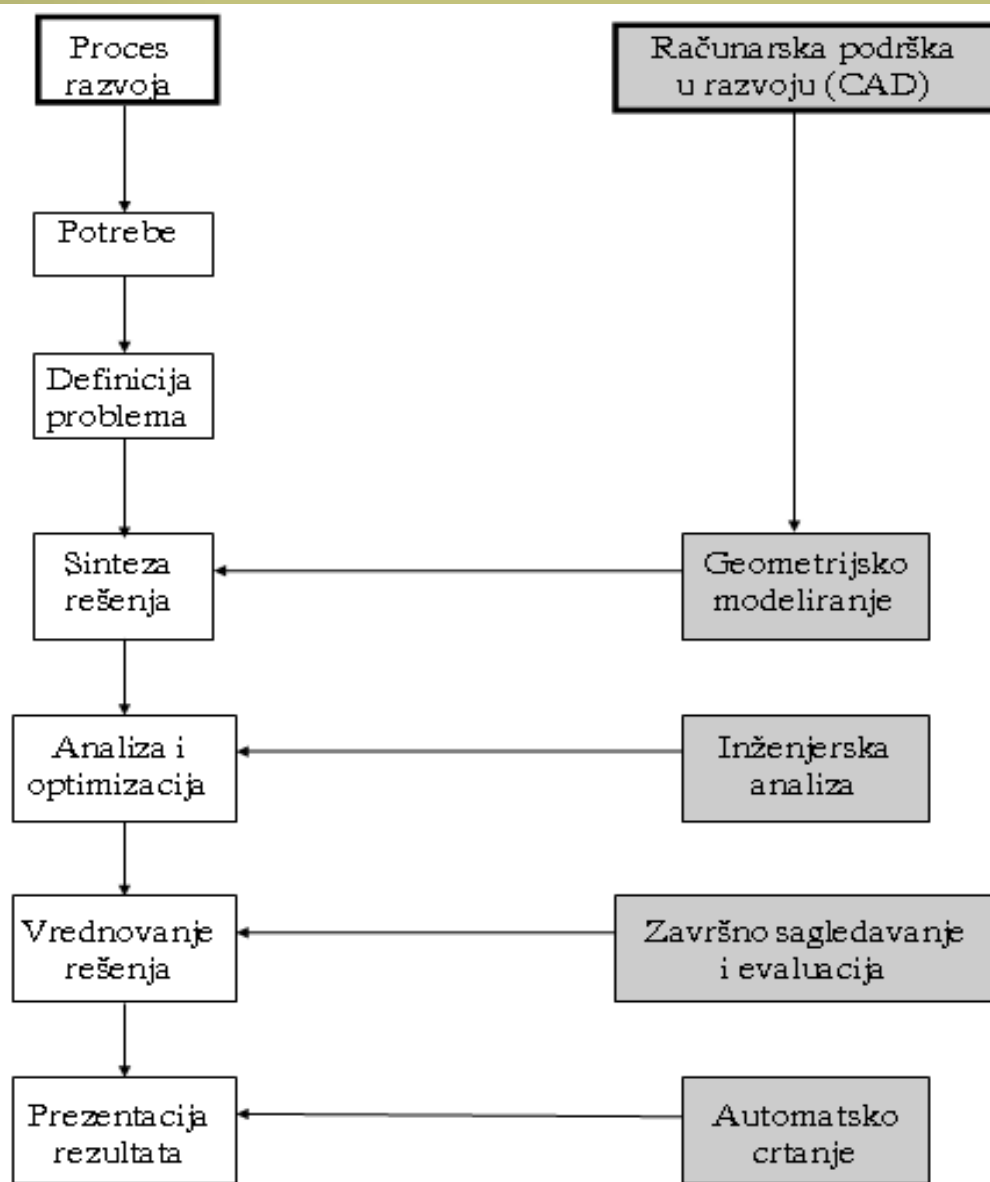 Proces
razvoja
Računarska podrška
u razvoju (CAD)
Potrebe
Definicija
problema
Sinteza
rešenja
Geometrijsko
modeliranje
Analiza i
optimizacija
Inženjerska
analiza
Vrednovanje
rešenja
Završno sagledavanje
i evaluacija
Prezentacija
rezultata
Automatsko
crtanje